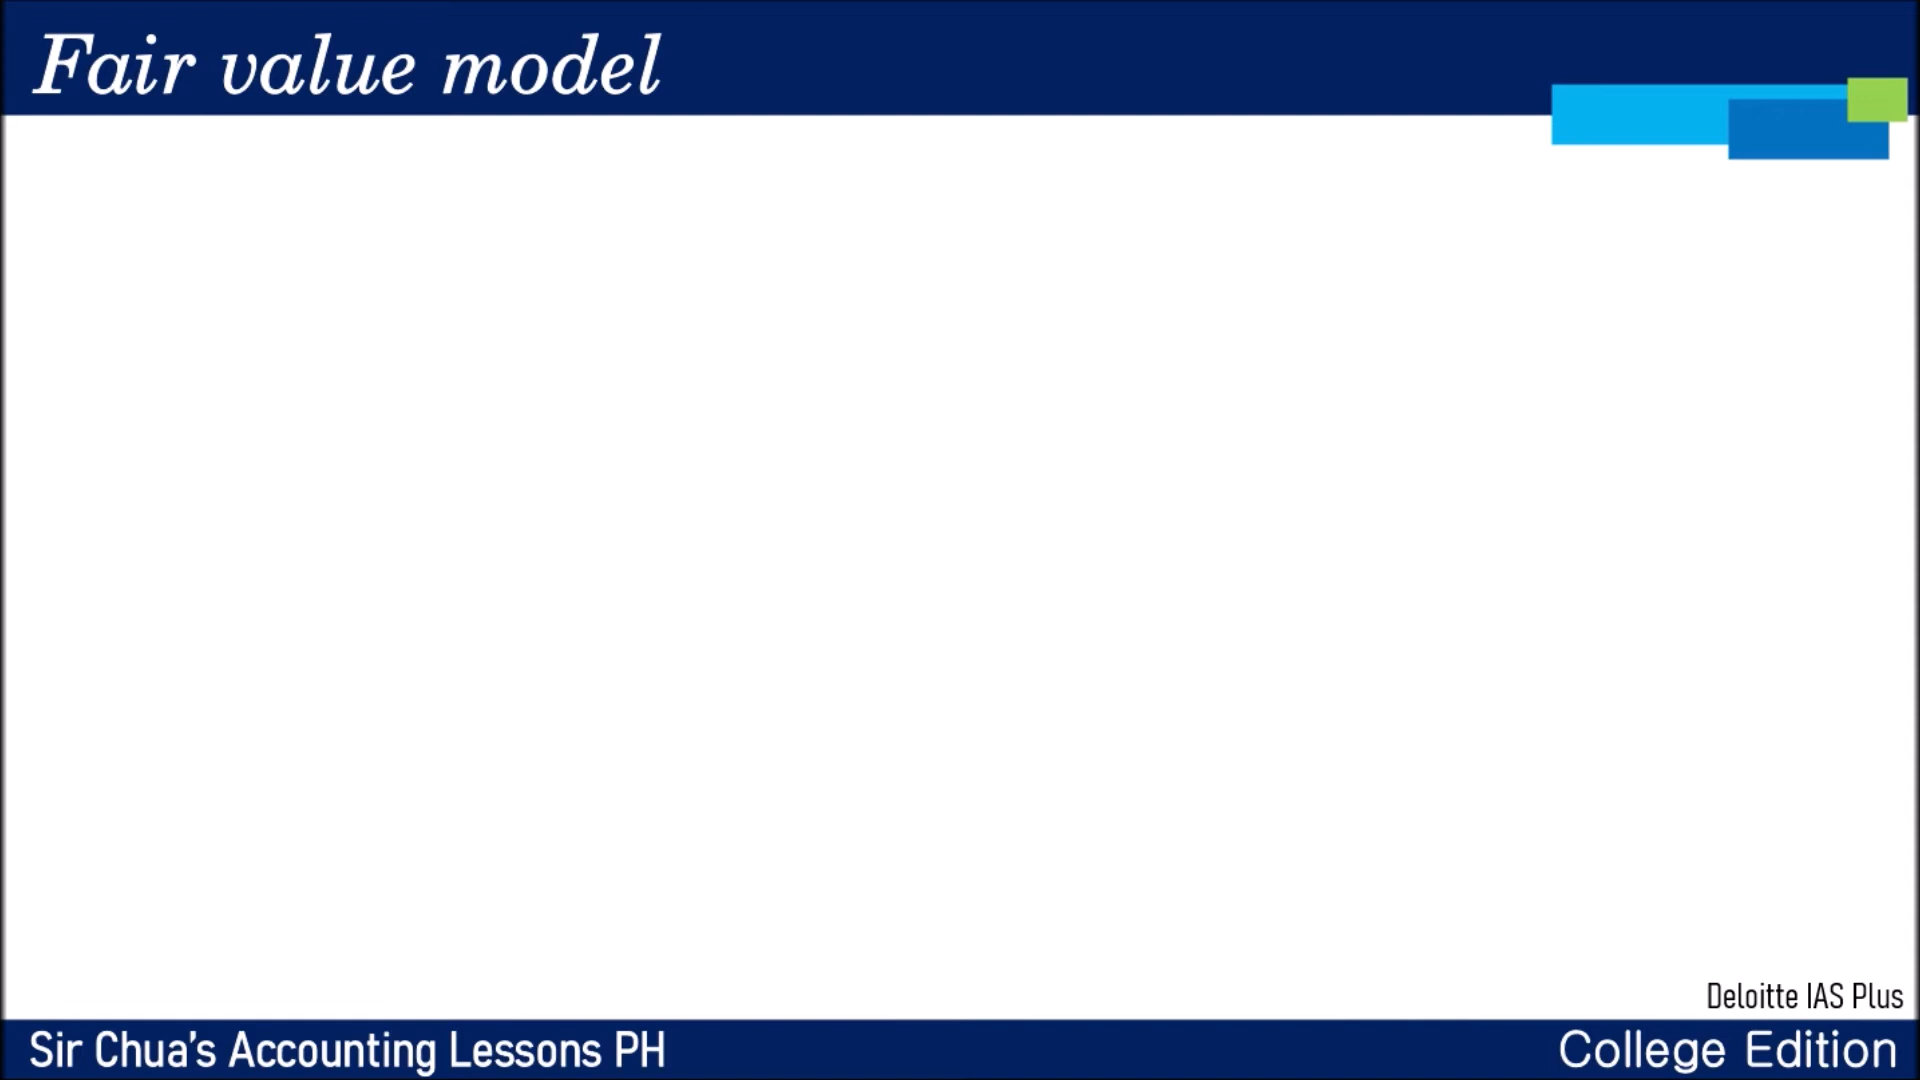 Fair value model
Deloitte IAS Plus
Sir Chua's Accounting Lessons PH
College Edition